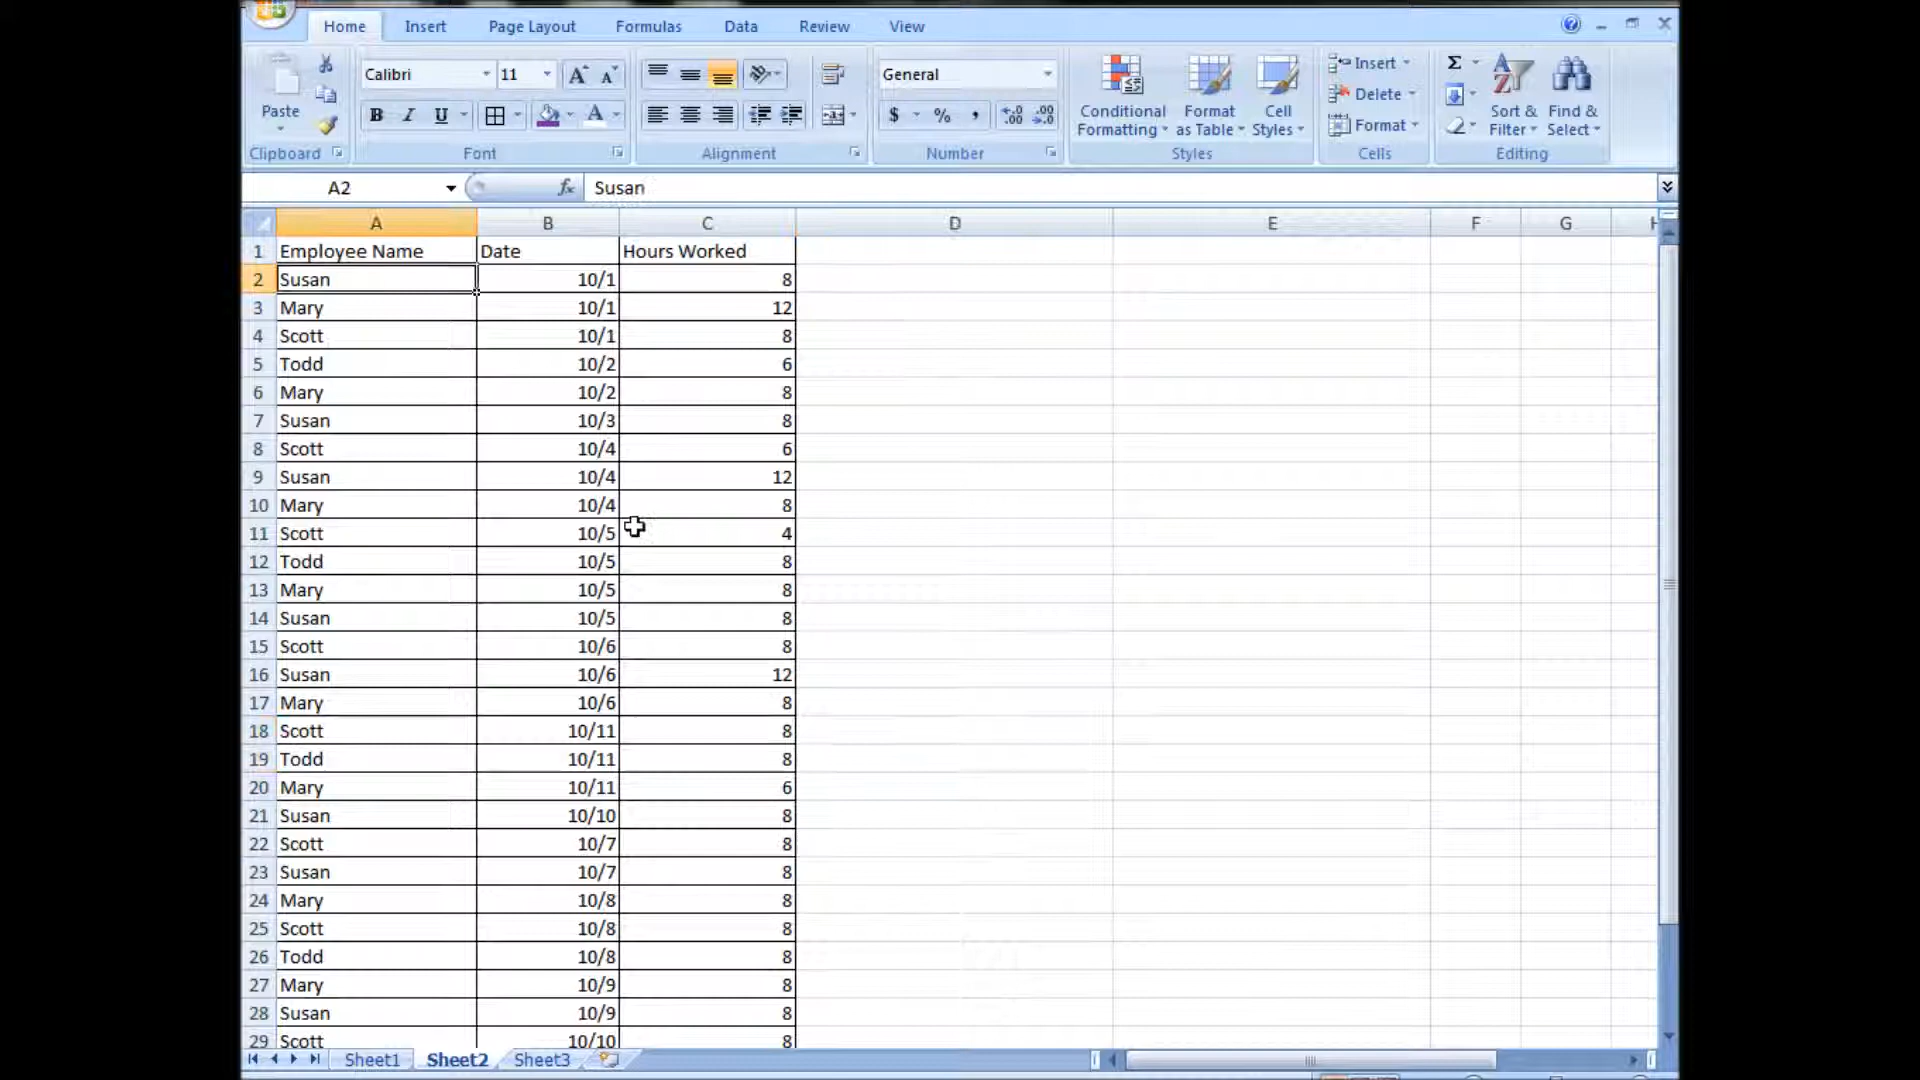 Home Insert Page Layout Formulas Data Review View
Calibri 11 A A General Σ Insert
Paste B I U A $ % , .00 .00 Conditional Format Cell Delete Sort & Find &
Formatting as Table Styles Format Filter Select
Clipboard Font Alignment Number Styles Cells Editing
A2 fx Susan
A B C D E F G H
1 Employee Name Date Hours Worked
2 Susan 10/1 8
3 Mary 10/1 12
4 Scott 10/1 8
5 Todd 10/2 6
6 Mary 10/2 8
7 Susan 10/3 8
8 Scott 10/4 6
9 Susan 10/4 12
10 Mary 10/4 8
11 Scott 10/5 4
12 Todd 10/5 8
13 Mary 10/5 8
14 Susan 10/5 8
15 Scott 10/6 8
16 Susan 10/6 12
17 Mary 10/6 8
18 Scott 10/11 8
19 Todd 10/11 8
20 Mary 10/11 6
21 Susan 10/10 8
22 Scott 10/7 8
23 Susan 10/7 8
24 Mary 10/8 8
25 Scott 10/8 8
26 Todd 10/8 8
27 Mary 10/9 8
28 Susan 10/9 8
29 Scott 10/10 8
Sheet1 Sheet2 Sheet3